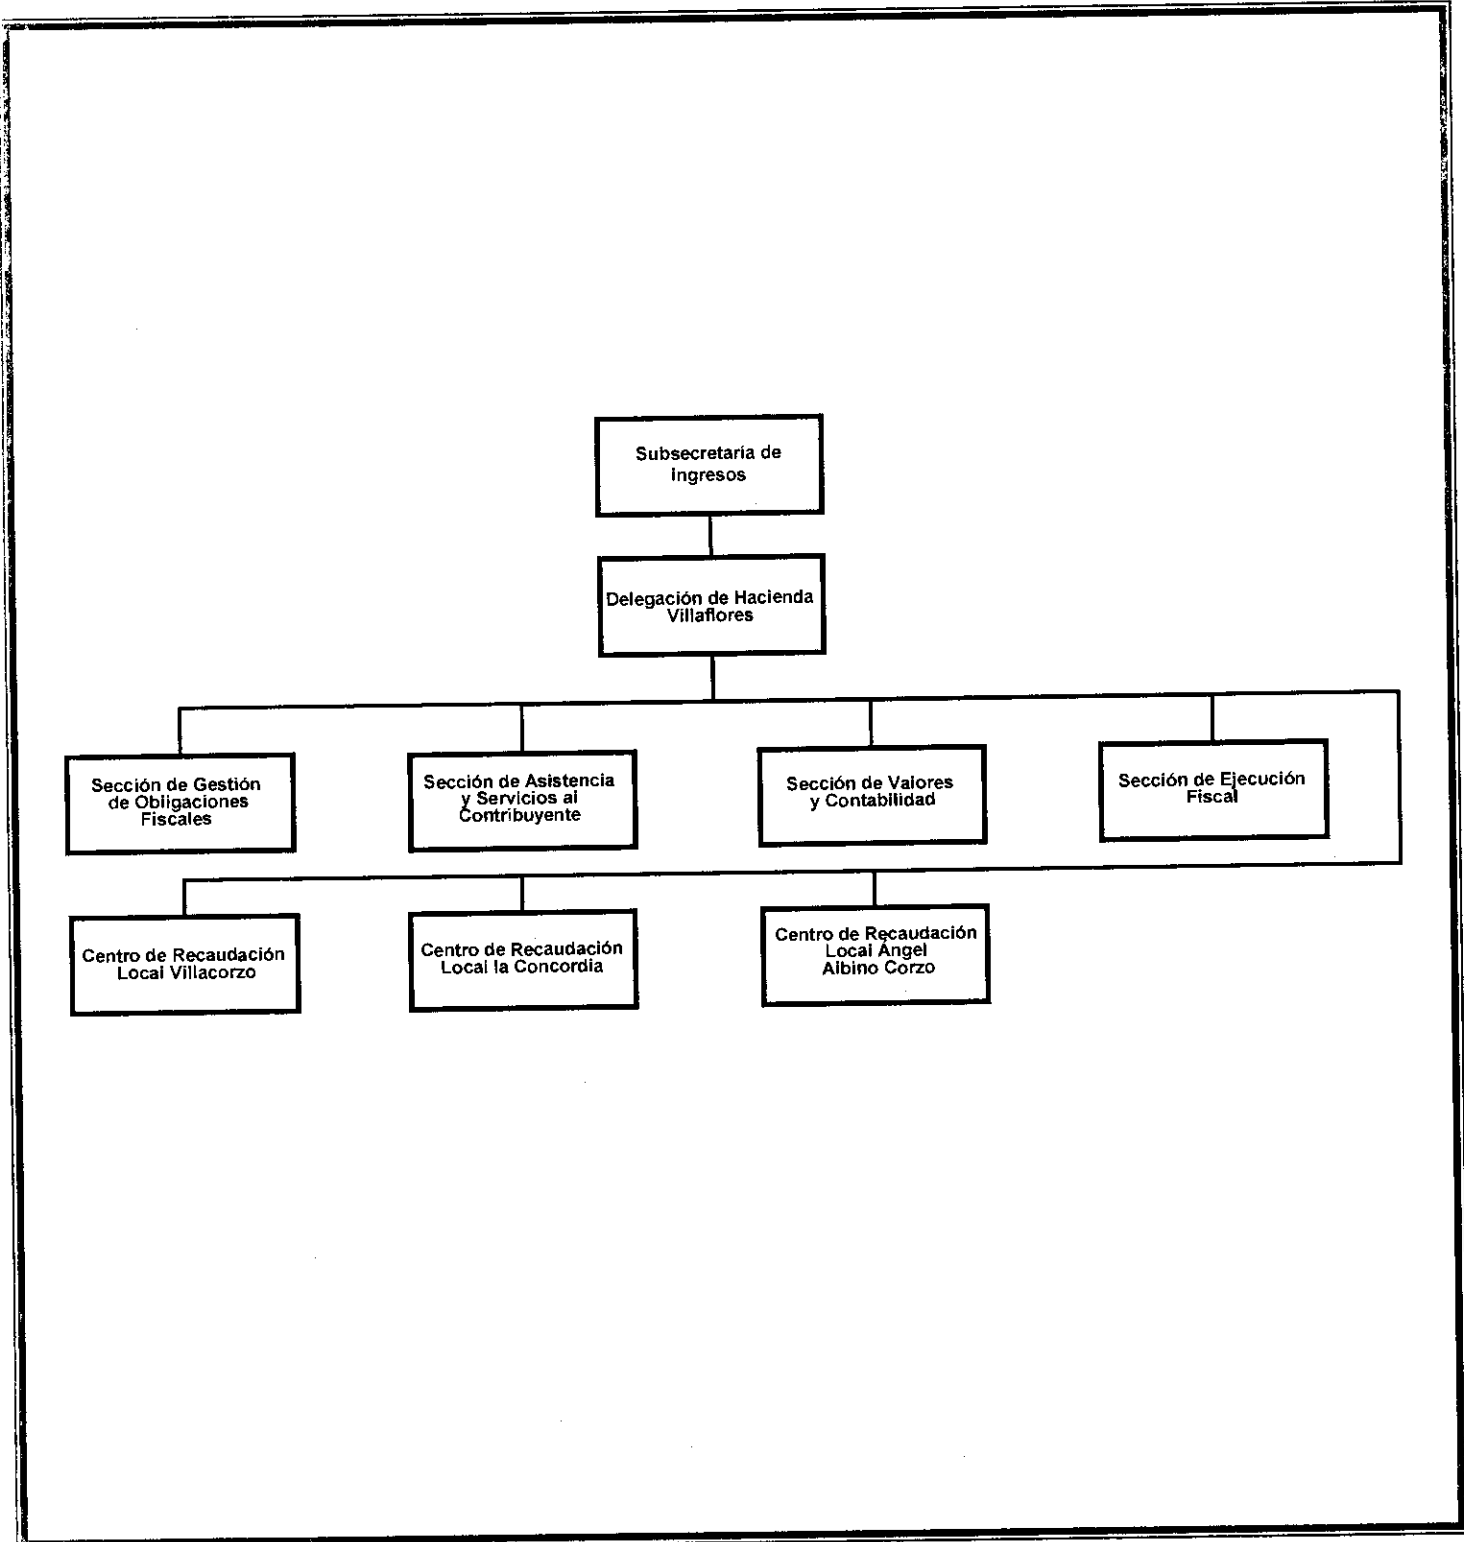 Subsecretaría de
Ingresos
Delegación de Hacienda
Villaflores
Sección de Gestión
de Obligaciones
Fiscales
Sección de Asistencia
y Servicios al
Contribuyente
Sección de Valores
y Contabilidad
Sección de Ejecución
Fiscal
Centro de Recaudación
Local Villacorzo
Centro de Recaudación
Local la Concordia
Centro de Recaudación
Local Ángel
Albino Corzo